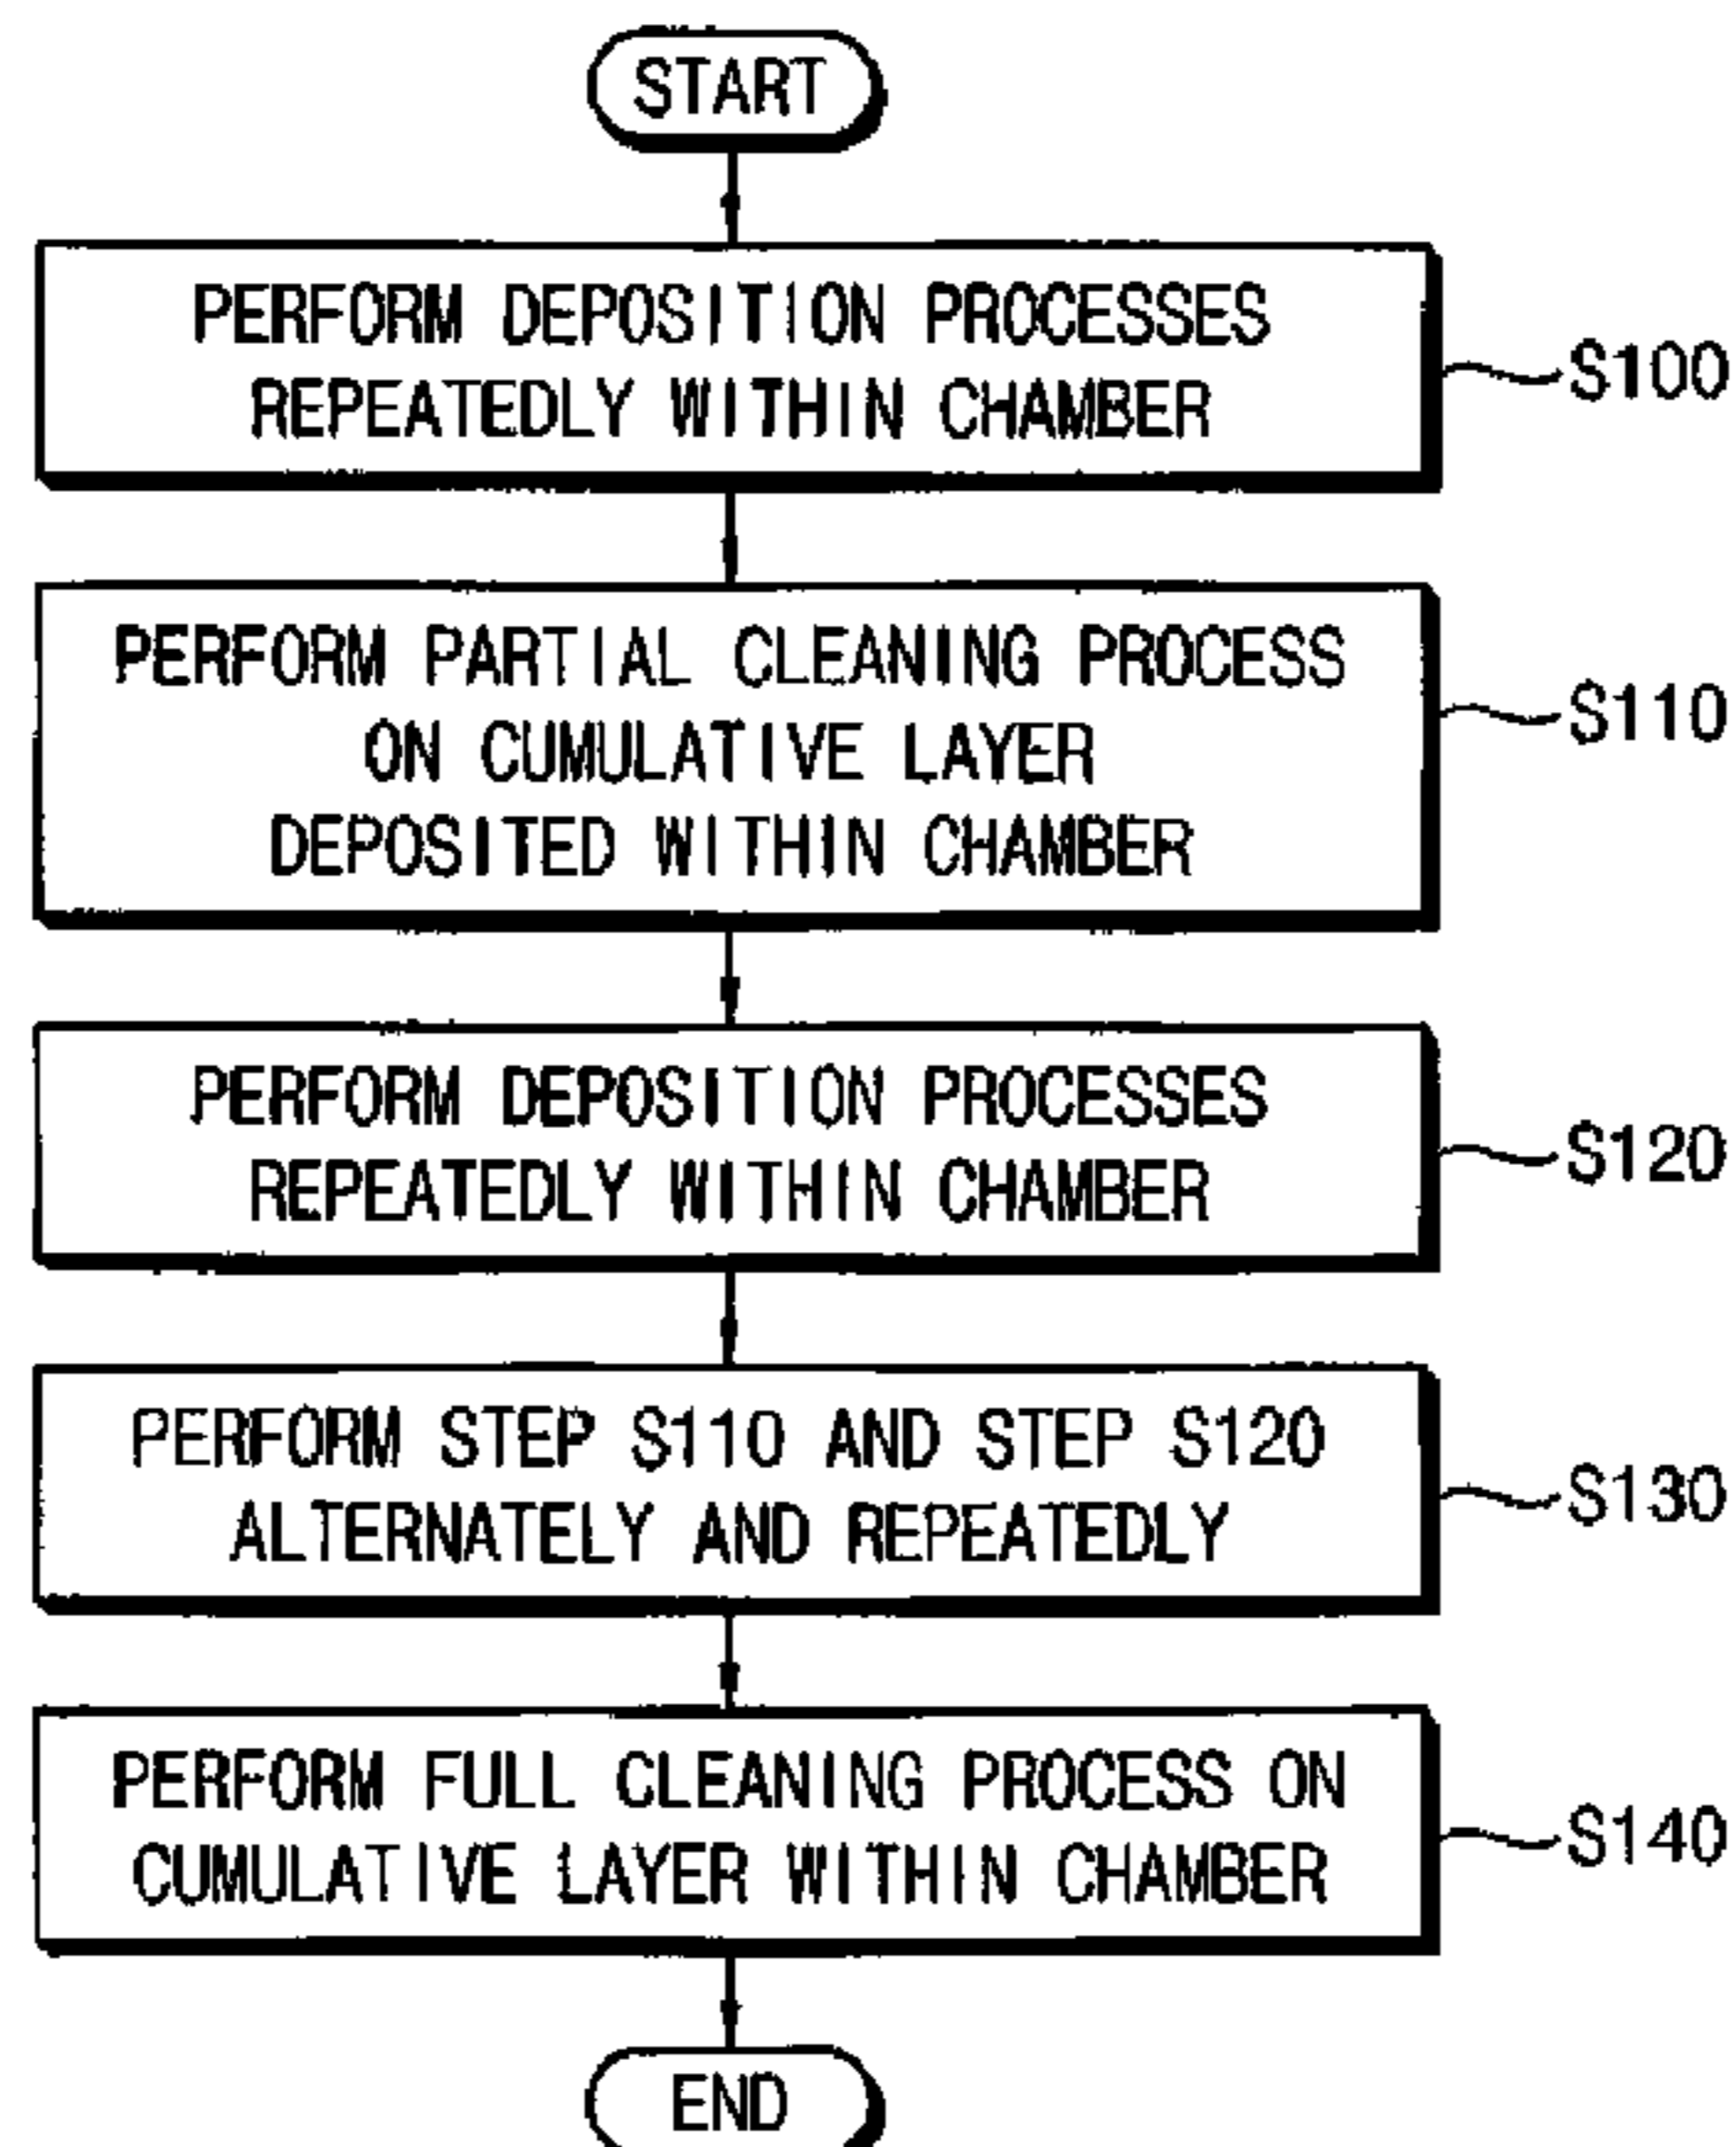 START
PERFORM DEPOSITION PROCESSES
REPEATEDLY WITHIN CHAMBER
S100
PERFORM PARTIAL CLEANING PROCESS
ON CUMULATIVE LAYER
DEPOSITED WITHIN CHAMBER
S110
PERFORM DEPOSITION PROCESSES
REPEATEDLY WITHIN CHAMBER
S120
PERFORM STEP S110 AND STEP S120
ALTERNATELY AND REPEATEDLY
S130
PERFORM FULL CLEANING PROCESS ON
CUMULATIVE LAYER WITHIN CHAMBER
S140
END